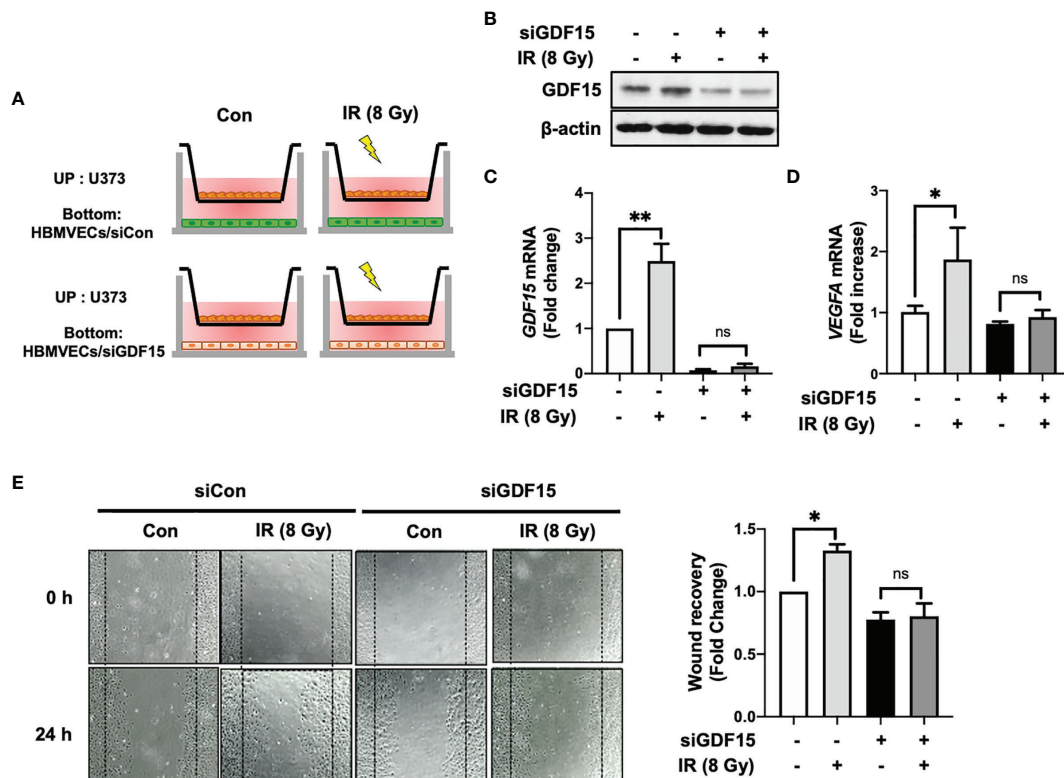 A
Con IR (8 Gy)
UP : U373
Bottom:
HBMVECs/siCon
UP : U373
Bottom:
HBMVECs/siGDF15
B
siGDF15 - - + +
IR (8 Gy) - + - +
GDF15
β-actin
C
GDF15 mRNA
(Fold change)
4
3
2
1
0
**
ns
siGDF15 - - + +
IR (8 Gy) - + - +
D
VEGFA mRNA
(Fold increase)
3
2
1
0
*
ns
siGDF15 - - + +
IR (8 Gy) - + - +
E
siCon siGDF15
Con IR (8 Gy) Con IR (8 Gy)
0 h
24 h
Wound recovery
(Fold Change)
1.5
1.0
0.5
0.0
*
ns
siGDF15 - - + +
IR (8 Gy) - + - +